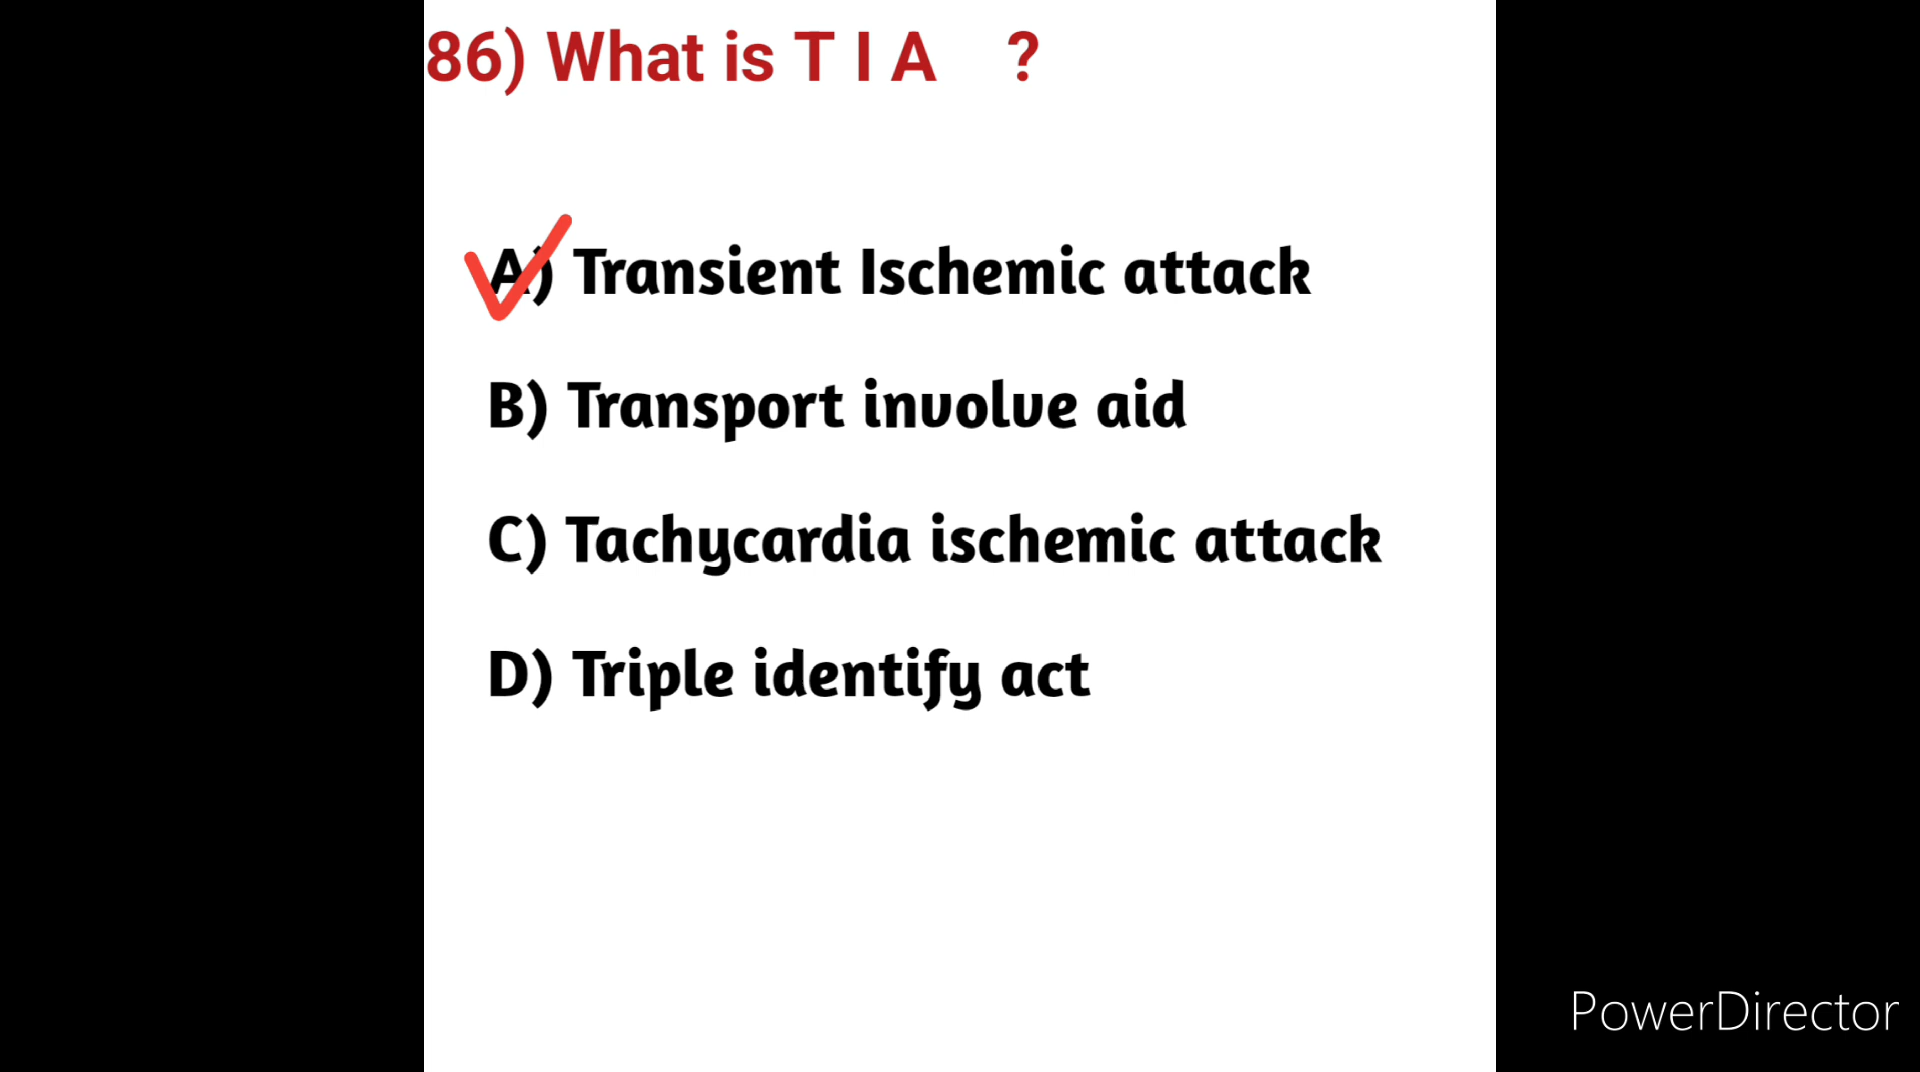 86) What is T I A ?
A) Transient Ischemic attack
B) Transport involve aid
C) Tachycardia ischemic attack
D) Triple identify act
PowerDirector